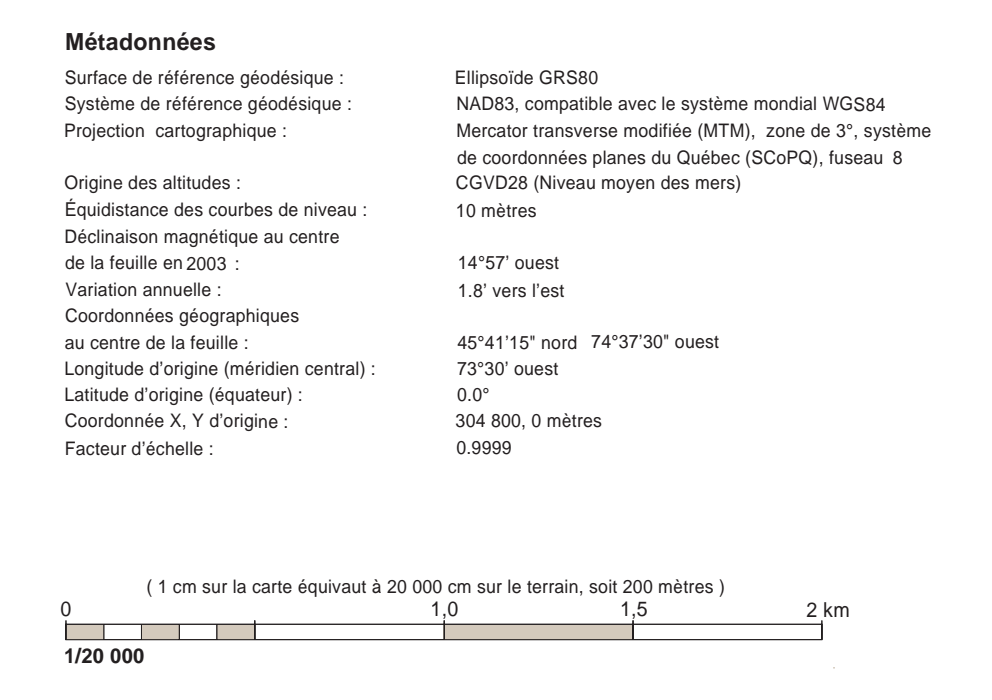 Métadonnées
Surface de référence géodésique : Ellipsoïde GRS80
Système de référence géodésique : NAD83, compatible avec le système mondial WGS84
Projection cartographique : Mercator transverse modifiée (MTM), zone de 3°, système
de coordonnées planes du Québec (SCoPQ), fuseau 8
Origine des altitudes : CGVD28 (Niveau moyen des mers)
Équidistance des courbes de niveau : 10 mètres
Déclinaison magnétique au centre
de la feuille en 2003 : 14°57' ouest
Variation annuelle : 1.8' vers l'est
Coordonnées géographiques
au centre de la feuille : 45°41'15" nord 74°37'30" ouest
Longitude d'origine (méridien central) : 73°30' ouest
Latitude d'origine (équateur) : 0.0°
Coordonnée X, Y d'origine : 304 800, 0 mètres
Facteur d'échelle : 0.9999
( 1 cm sur la carte équivaut à 20 000 cm sur le terrain, soit 200 mètres )
0 1,0 1,5 2 km
1/20 000